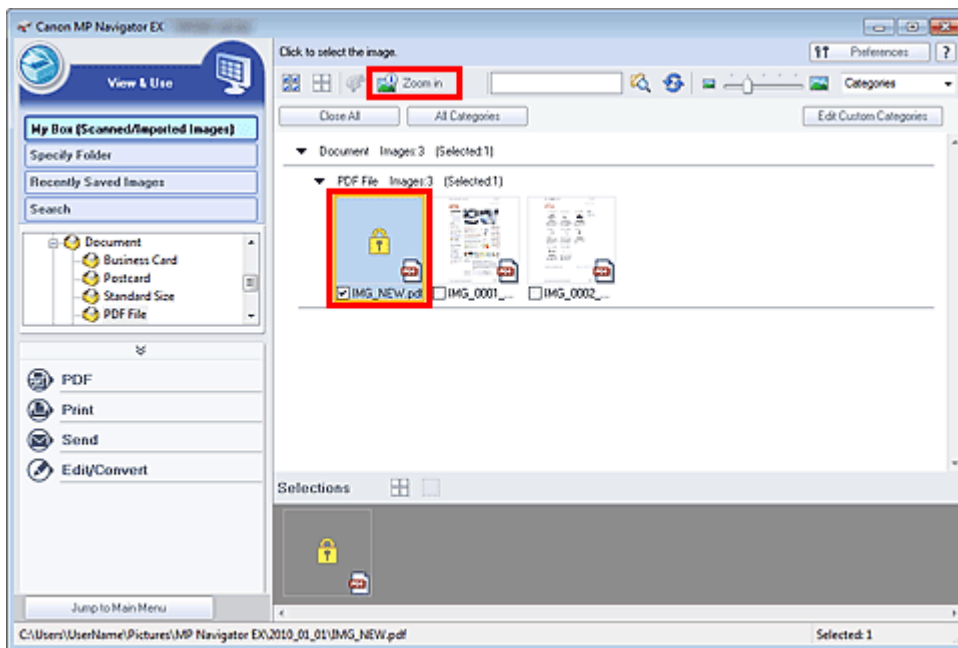 Canon MP Navigator EX
View & Use
My Box (Scanned/Imported Images)
Specify Folder
Recently Saved Images
Search
Document
Business Card
Postcard
Standard Size
PDF File
PDF
Print
Send
Edit/Convert
Jump to Main Menu
Click to select the image.
Preferences ?
Zoom in
Categories
Close All All Categories Edit Custom Categories
Document Images:3 (Selected:1)
PDF File Images:3 (Selected:1)
IMG_NEW.pdf IMG_0001_... IMG_0002_...
Selections
C:\Users\UserName\Pictures\MP Navigator EX\2010_01_01\IMG_NEW.pdf Selected: 1